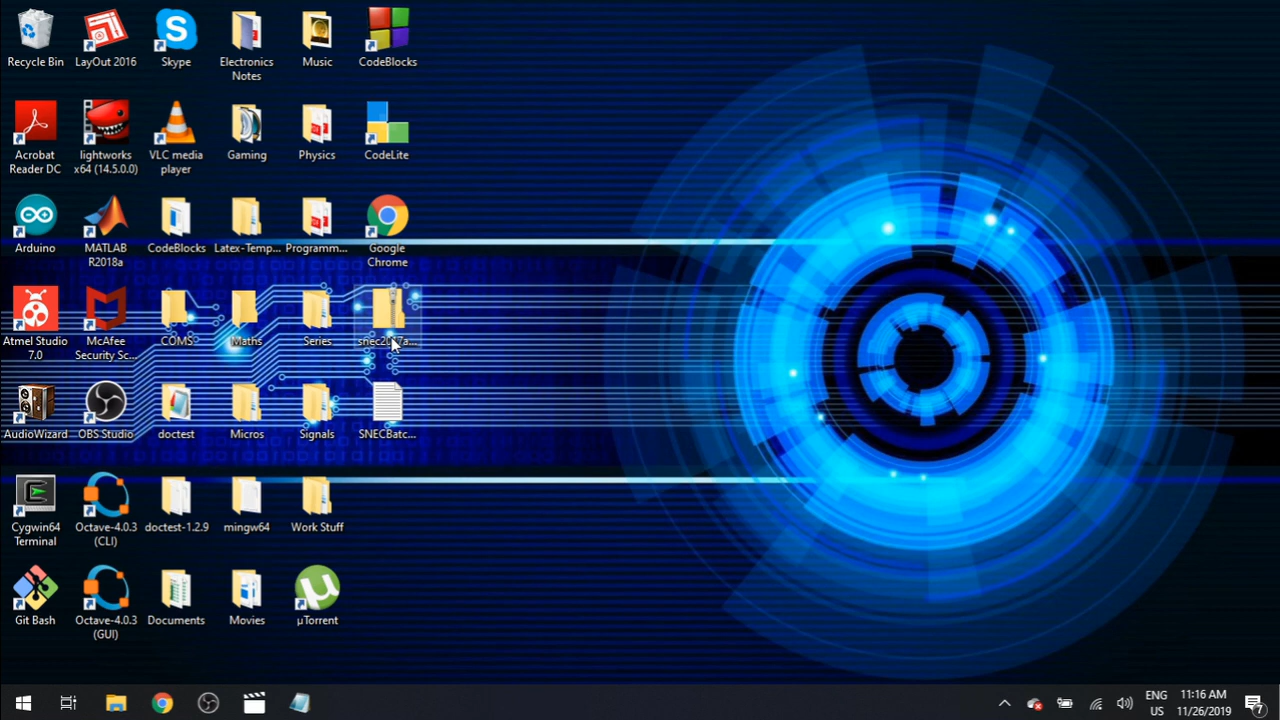 Recycle Bin
LayOut 2016
Skype
Electronics
Notes
Music
CodeBlocks
Acrobat
Reader DC
lightworks
x64 (14.5.0.0)
VLC media
player
Gaming
Physics
CodeLite
Arduino
MATLAB
R2018a
CodeBlocks
Latex-Temp...
Programm...
Google
Chrome
Atmel Studio
7.0
McAfee
Security Sc...
COMS
Maths
Series
AudioWizard
OBS Studio
doctest
Micros
Signals
SNECBatc...
Cygwin64
Terminal
Octave-4.0.3
(CLI)
doctest-1.2.9
mingw64
Work Stuff
Git Bash
Octave-4.0.3
(GUI)
Documents
Movies
µTorrent
ENG
US
11:16 AM
11/26/2019
7